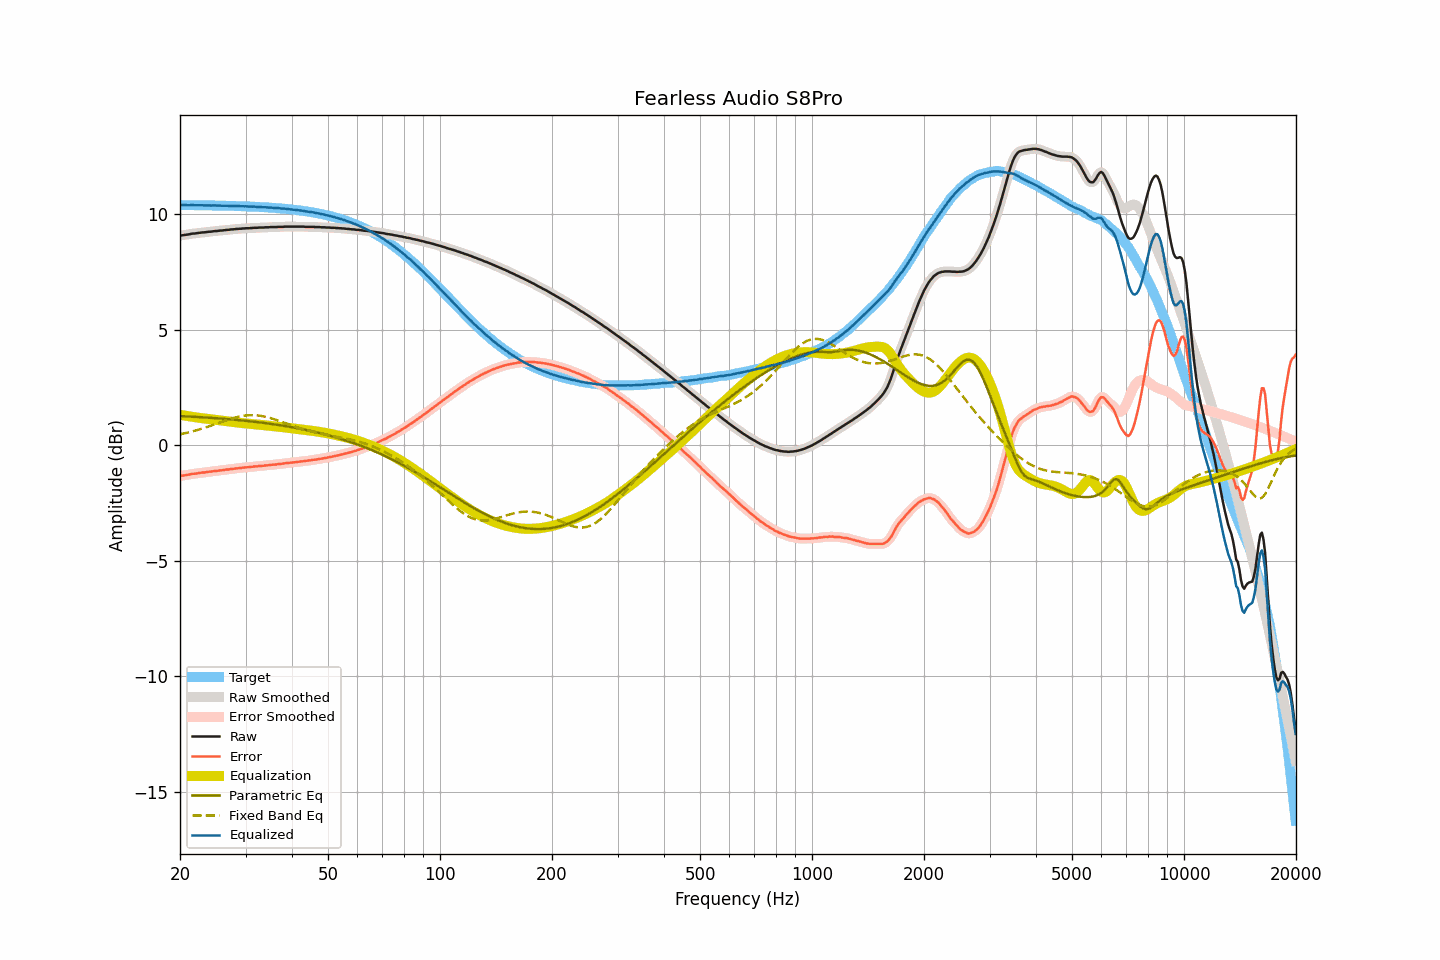 Fearless Audio S8Pro
Amplitude (dBr)
10
5
0
−5
−10
−15
Target
Raw Smoothed
Error Smoothed
Raw
Error
Equalization
Parametric Eq
Fixed Band Eq
Equalized
20 50 100 200 500 1000 2000 5000 10000 20000
Frequency (Hz)